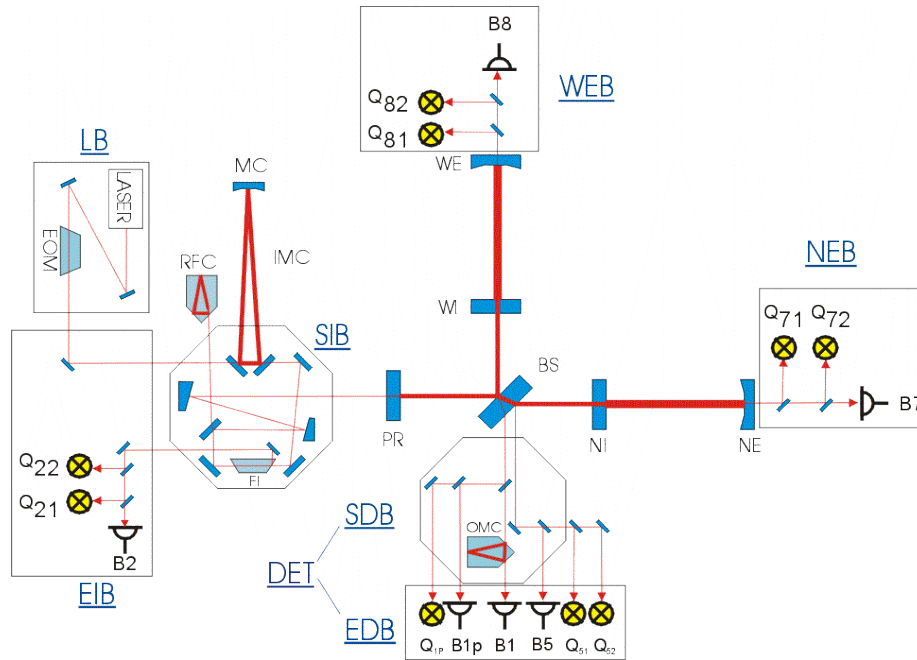 B8
Q82
WEB
Q81
LB
WE
MC
LASER
EOM
RFC
IMC
NEB
WI
Q71
Q72
SIB
BS
B7
PR
NI
NE
Q22
FI
Q21
SDB
OMC
B2
DET
EIB
EDB
Q1P
B1p
B1
B5
Q51
Q52